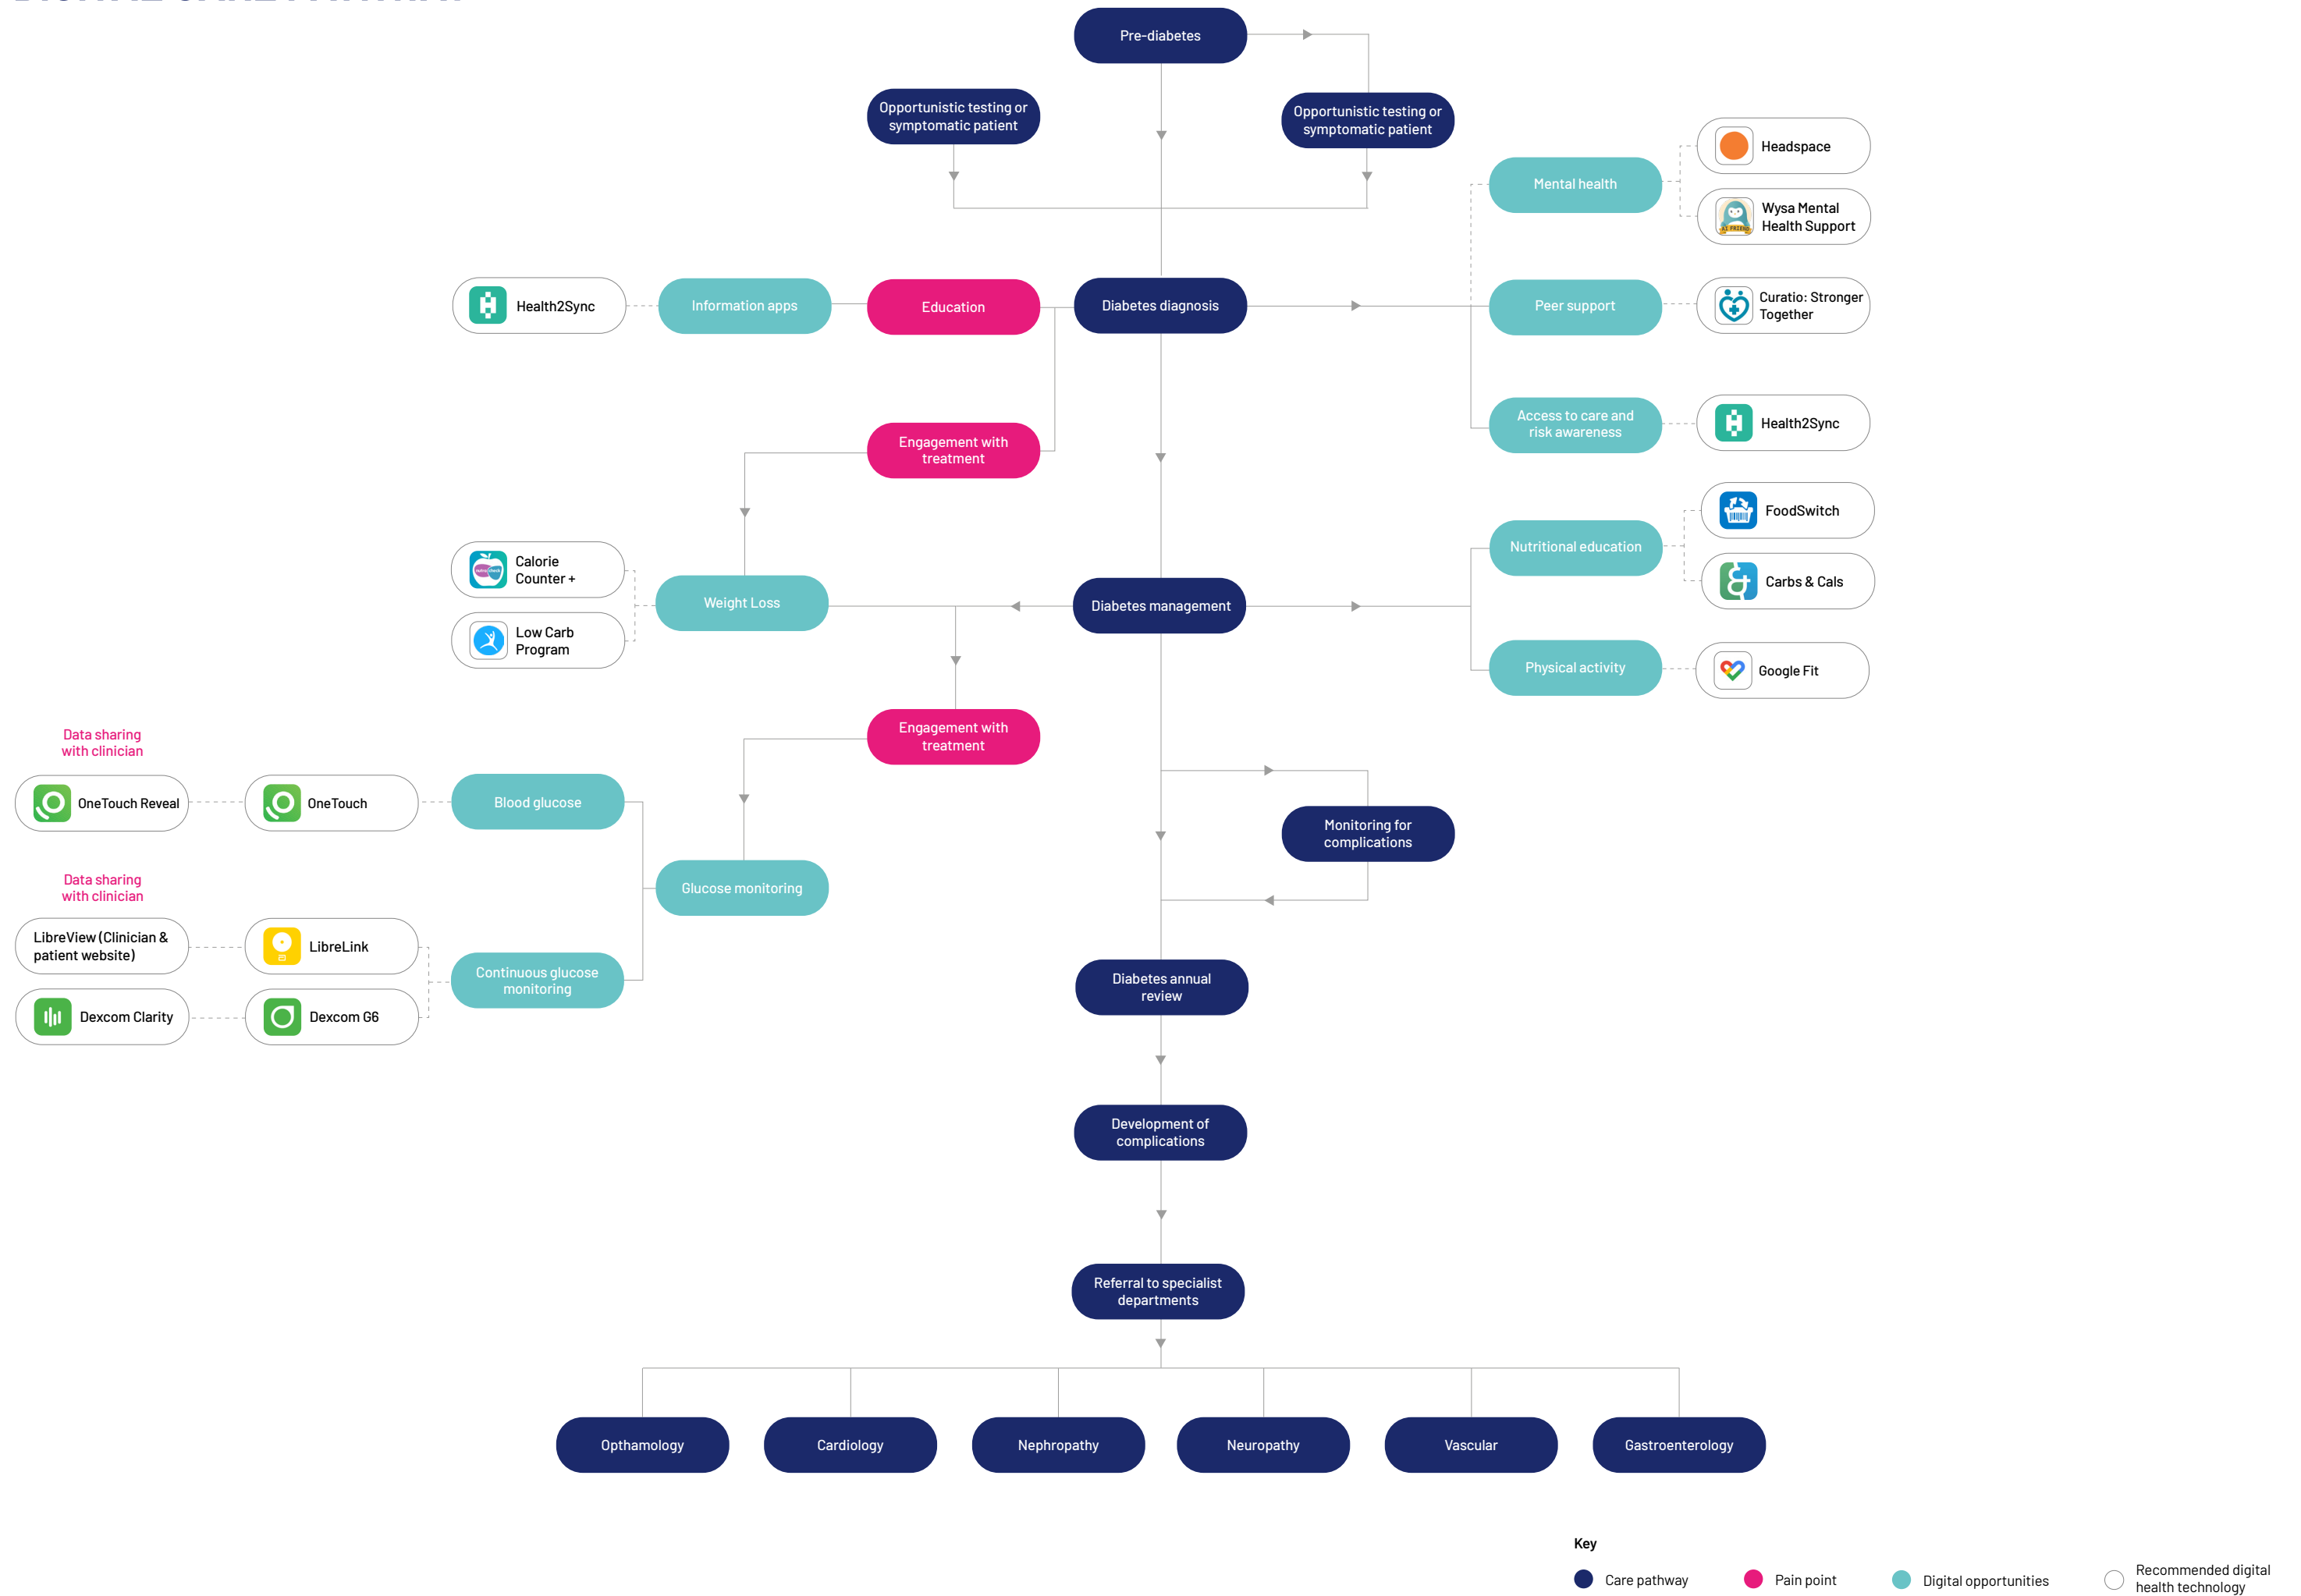 Pre-diabetes
Opportunistic testing or
symptomatic patient
Opportunistic testing or
symptomatic patient
Mental health
Headspace
AI FRIEND
Wysa Mental
Health Support
Health2Sync
Information apps
Education
Diabetes diagnosis
Peer support
Curatio: Stronger
Together
Engagement with
treatment
Access to care and
risk awareness
Health2Sync
Nutritional education
FoodSwitch
Carbs & Cals
Calorie
Counter +
Low Carb
Program
Weight Loss
Diabetes management
Physical activity
Google Fit
Engagement with
treatment
Data sharing
with clinician
OneTouch Reveal
OneTouch
Blood glucose
Monitoring for
complications
Glucose monitoring
Data sharing
with clinician
LibreView (Clinician &
patient website)
LibreLink
Continuous glucose
monitoring
Dexcom Clarity
Dexcom G6
Diabetes annual
review
Development of
complications
Referral to specialist
departments
Opthamology
Cardiology
Nephropathy
Neuropathy
Vascular
Gastroenterology
Key
Care pathway
Pain point
Digital opportunities
Recommended digital
health technology